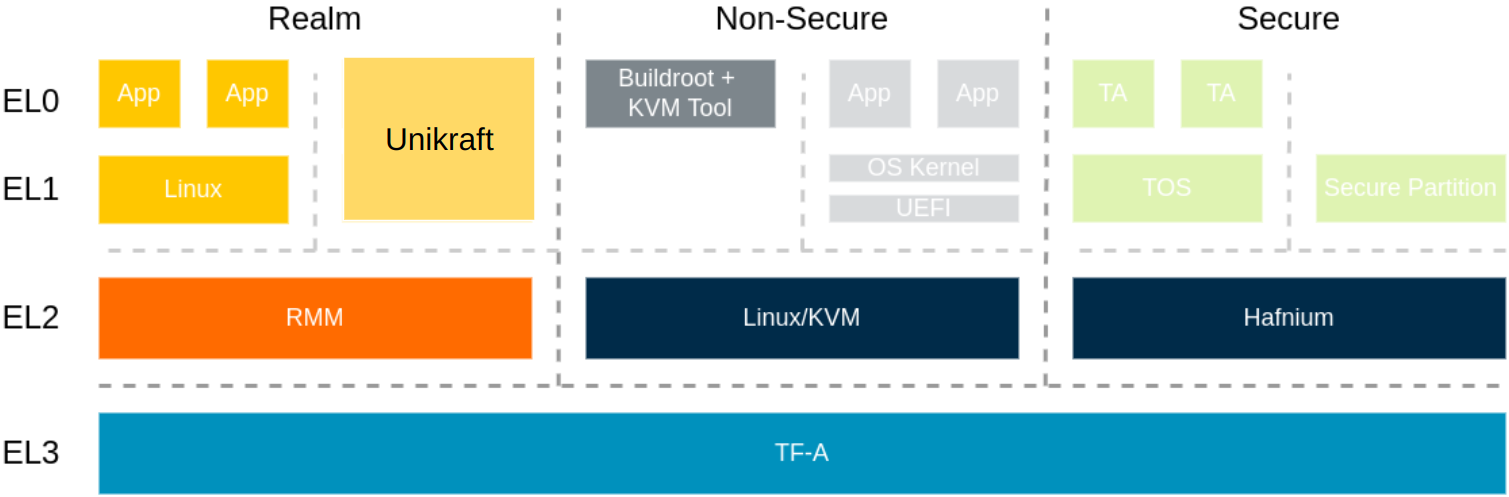 Realm
Non-Secure
Secure
EL0
App
App
Unikraft
Buildroot +
KVM Tool
App
App
TA
TA
EL1
Linux
OS Kernel
UEFI
TOS
Secure Partition
EL2
RMM
Linux/KVM
Hafnium
EL3
TF-A